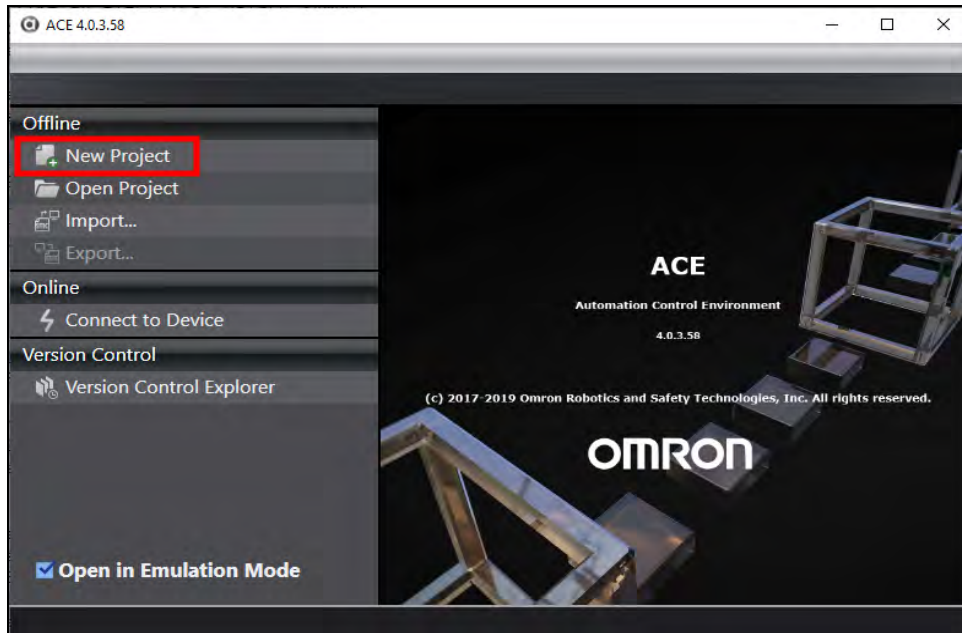 ACE 4.0.3.58
Offline
New Project
Open Project
Import...
Export...
Online
Connect to Device
Version Control
Version Control Explorer
Open in Emulation Mode
ACE
Automation Control Environment
4.0.3.58
(c) 2017-2019 Omron Robotics and Safety Technologies, Inc. All rights reserved.
OMRON